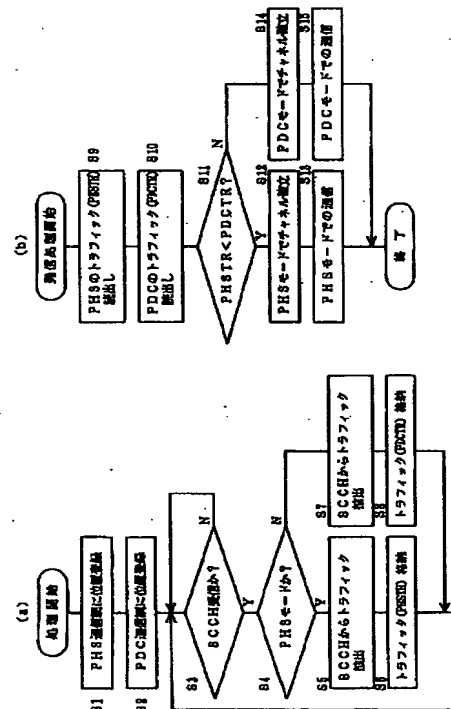 (a)
処理開始
S1
PHS通信網に位置登録
S2
PDC通信網に位置登録
S3
BCCH受信か?
N
Y
S4
PHSモードか?
N
Y
S5
BCCHからトラフィック
検出
S6
トラフィック(PHSTR)格納
S7
BCCHからトラフィック
検出
S8
トラフィック(PDCTR)格納
(b)
発信処理開始
PHSのトラフィック(PHSTR)
読出し
S9
PDCのトラフィック(PDCTR)
読出し
S10
S11
PHSTR<PDCTR?
N
Y
S12
PHSモードでチャネル確立
S13
PHSモードでの通信
S14
PDCモードでチャネル確立
S15
PDCモードでの通信
終了